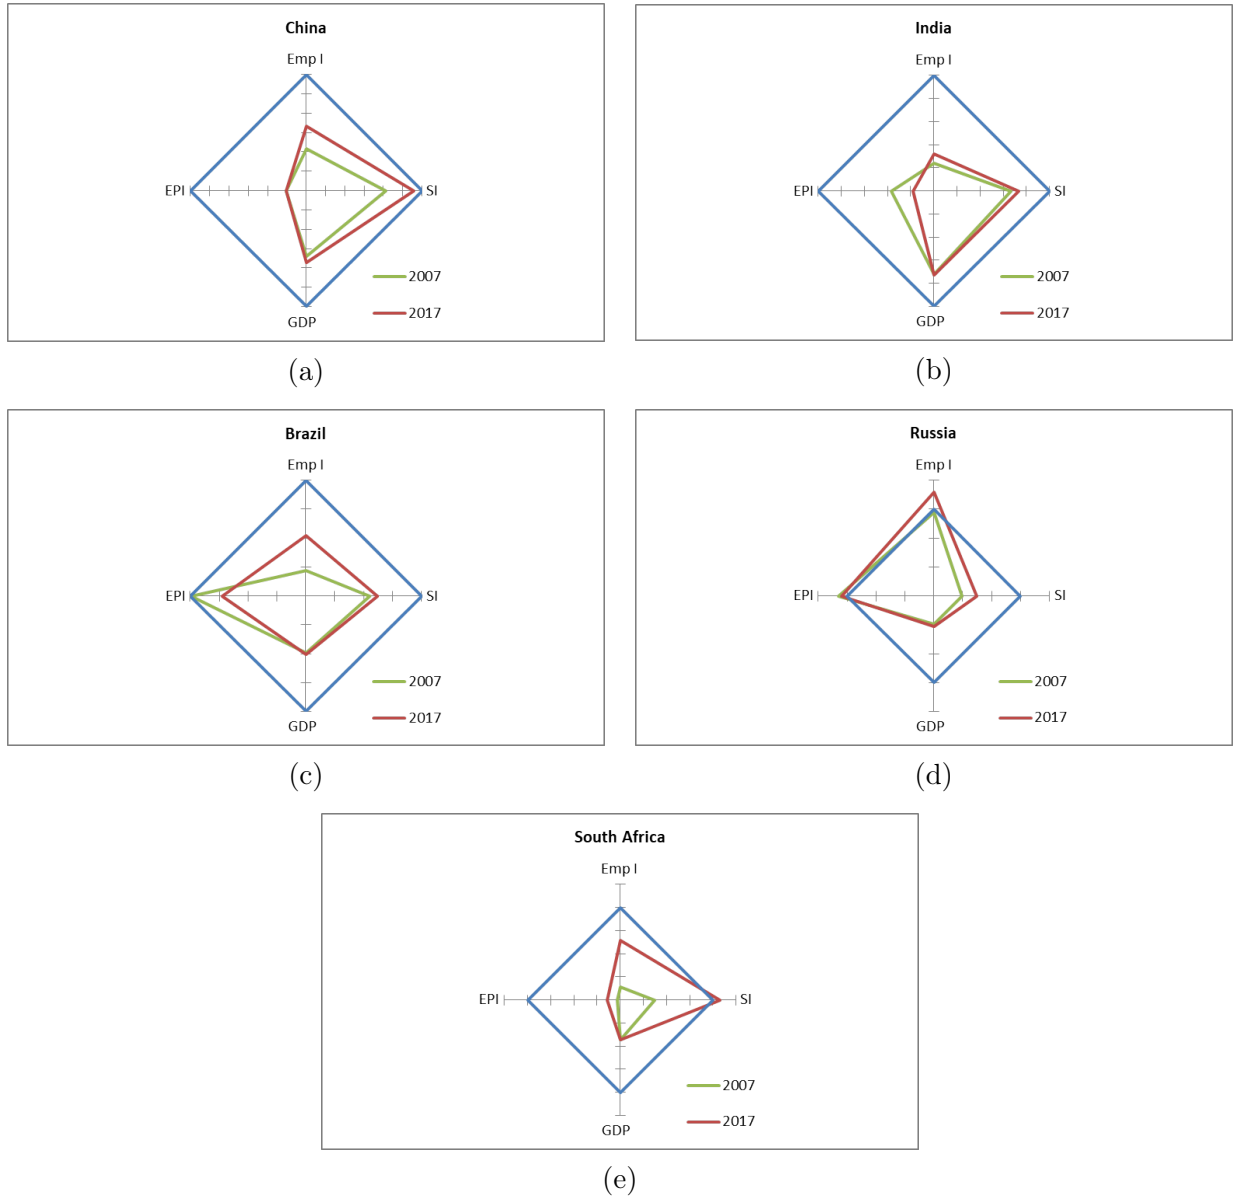 China
Emp I
EPI
SI
2007
2017
GDP
(a)
India
Emp I
EPI
SI
2007
2017
GDP
(b)
Brazil
Emp I
EPI
SI
2007
2017
GDP
(c)
Russia
Emp I
EPI
SI
2007
2017
GDP
(d)
South Africa
Emp I
EPI
SI
2007
2017
GDP
(e)